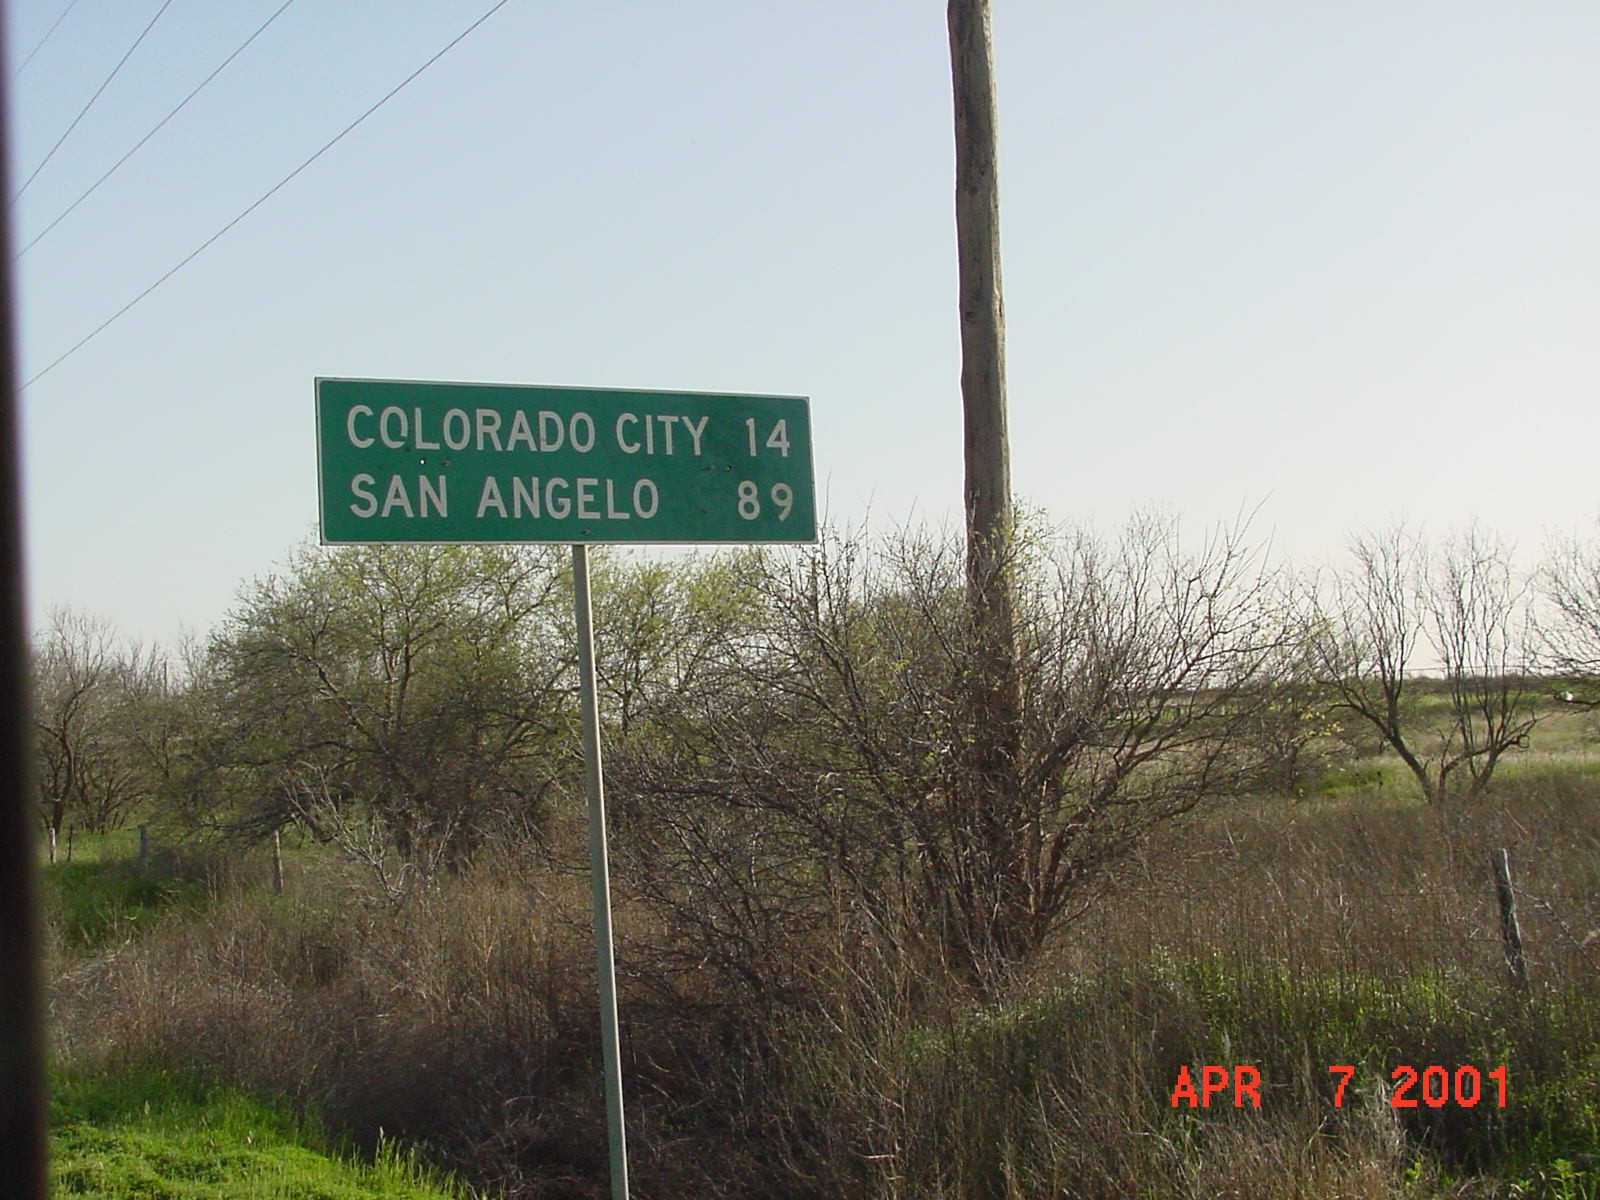 COLORADO CITY 14
SAN ANGELO 89
APR 7 2001